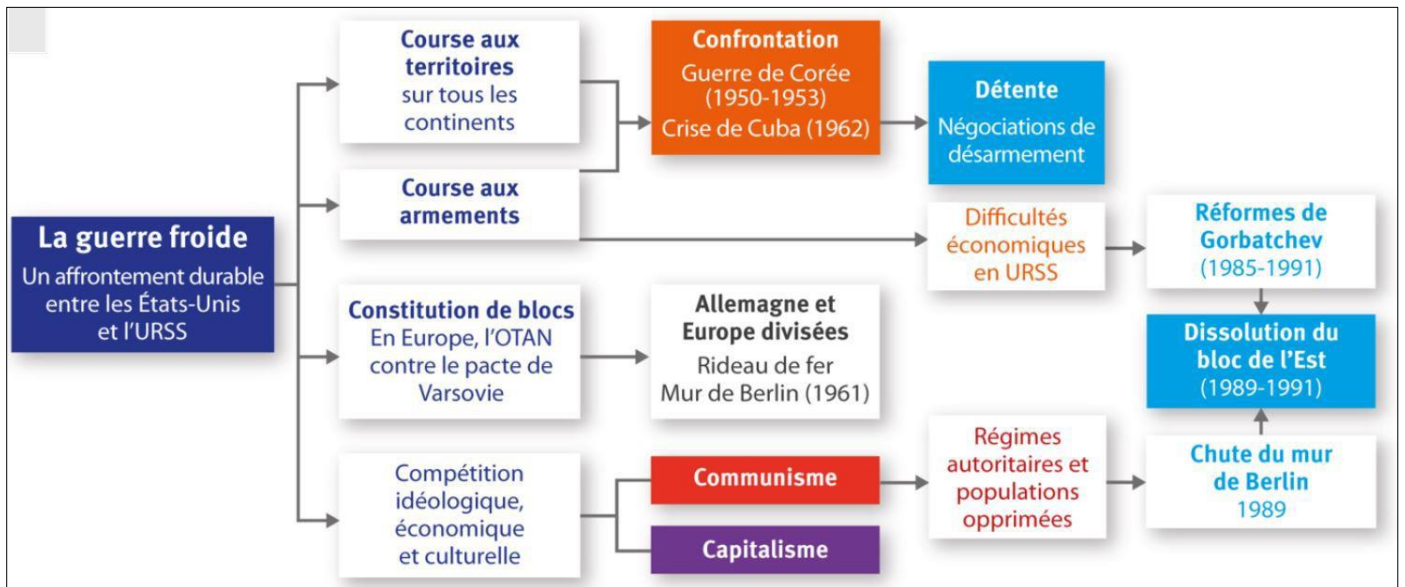 La guerre froide
Un affrontement durable
entre les États-Unis
et l'URSS
Course aux
territoires
sur tous les
continents
Course aux
armements
Constitution de blocs
En Europe, l'OTAN
contre le pacte de
Varsovie
Compétition
idéologique,
économique
et culturelle
Confrontation
Guerre de Corée
(1950-1953)
Crise de Cuba (1962)
Allemagne et
Europe divisées
Rideau de fer
Mur de Berlin (1961)
Communisme
Capitalisme
Détente
Négociations de
désarmement
Difficultés
économiques
en URSS
Régimes
autoritaires et
populations
opprimées
Réformes de
Gorbatchev
(1985-1991)
Dissolution du
bloc de l'Est
(1989-1991)
Chute du mur
de Berlin
1989